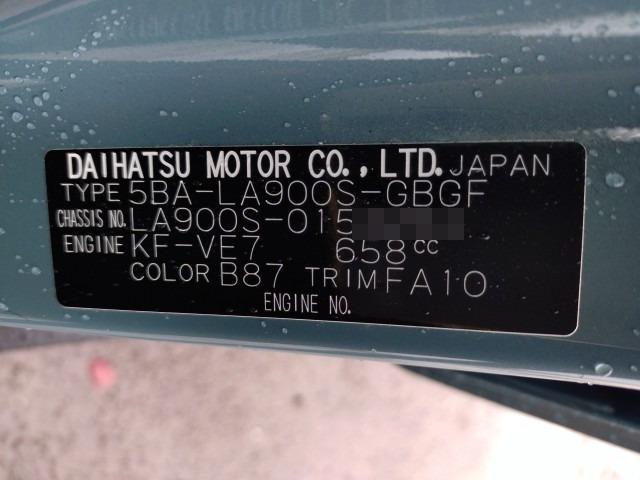 DAIHATSU MOTOR CO., LTD. JAPAN
TYPE 5BA-LA900S-GBGF
CHASSIS NO. LA900S-015
ENGINE KF-VE7 658cc
COLOR B87 TRIM FA10
ENGINE NO.